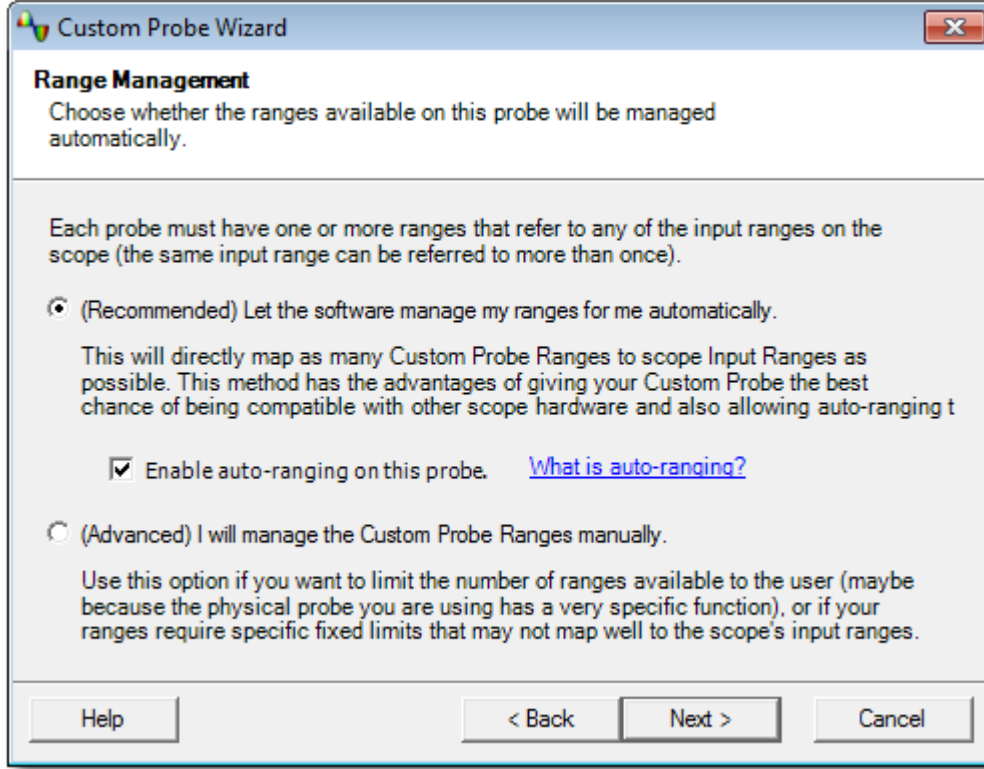 Custom Probe Wizard
Range Management
Choose whether the ranges available on this probe will be managed
automatically.
Each probe must have one or more ranges that refer to any of the input ranges on the
scope (the same input range can be referred to more than once).
(Recommended) Let the software manage my ranges for me automatically.
This will directly map as many Custom Probe Ranges to scope Input Ranges as
possible. This method has the advantages of giving your Custom Probe the best
chance of being compatible with other scope hardware and also allowing auto-ranging t
Enable auto-ranging on this probe. What is auto-ranging?
(Advanced) I will manage the Custom Probe Ranges manually.
Use this option if you want to limit the number of ranges available to the user (maybe
because the physical probe you are using has a very specific function), or if your
ranges require specific fixed limits that may not map well to the scope's input ranges.
Help < Back Next > Cancel